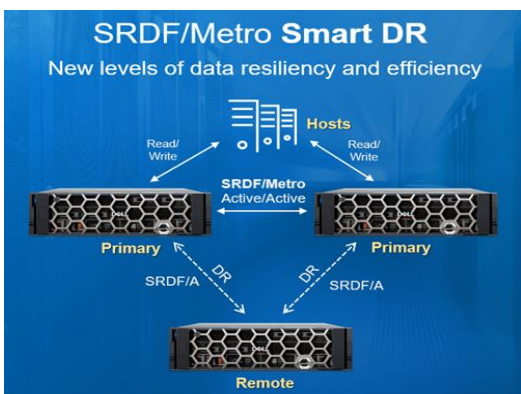 SRDF/Metro Smart DR
New levels of data resiliency and efficiency
Hosts
Read/
Write
Read/
Write
SRDF/Metro
Active/Active
Primary
Primary
SRDF/A
DR
DR
SRDF/A
DELL
Remote